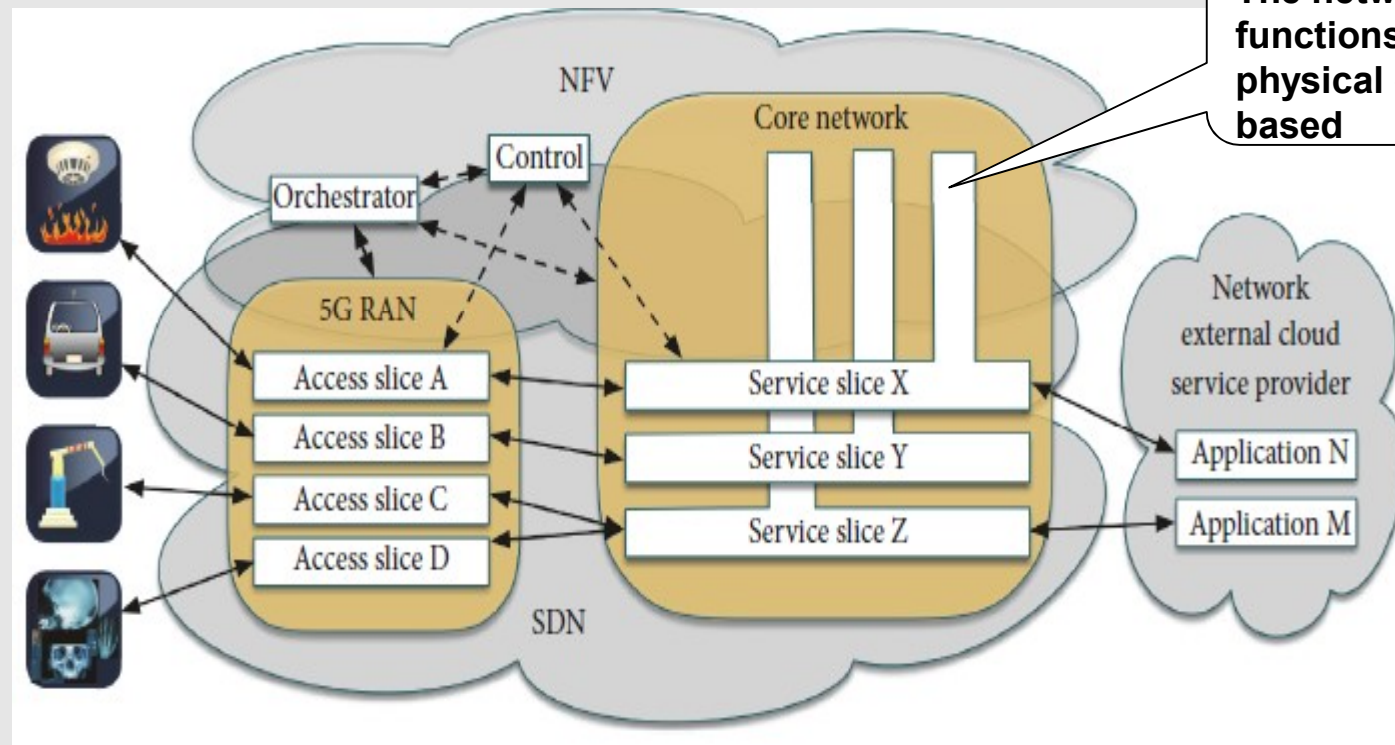 The netw
functions
physical
based
NFV
Core network
Control
Orchestrator
5G RAN
Access slice A
Access slice B
Access slice C
Access slice D
Service slice X
Service slice Y
Service slice Z
SDN
Network
external cloud
service provider
Application N
Application M